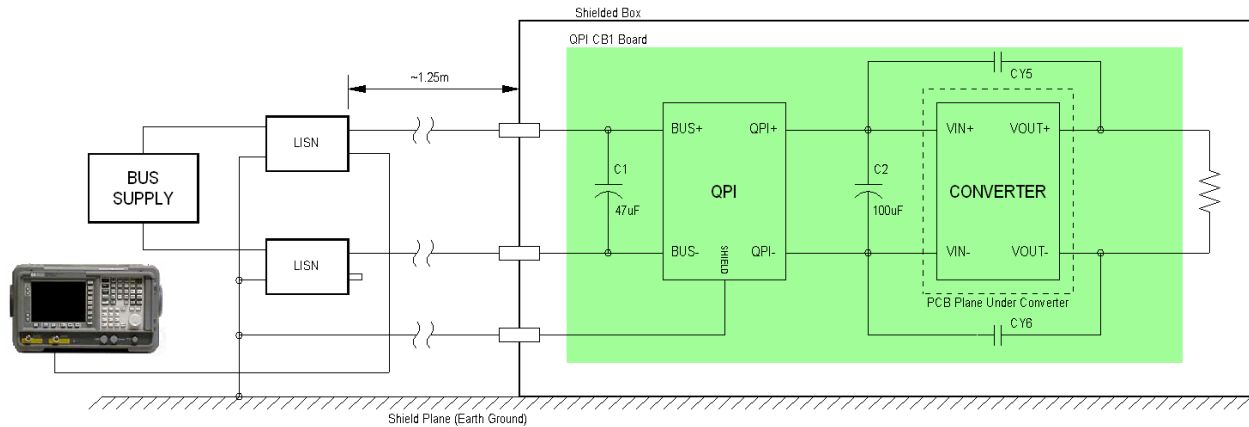 Shielded Box
QPI CB1 Board
~1.25m
CY5
LISN
BUS+
QPI+
VIN+
VOUT+
BUS
SUPPLY
C1
47uF
QPI
C2
100uF
CONVERTER
LISN
BUS-
SHIELD
QPI-
VIN-
VOUT-
PCB Plane Under Converter
CY6
Shield Plane (Earth Ground)